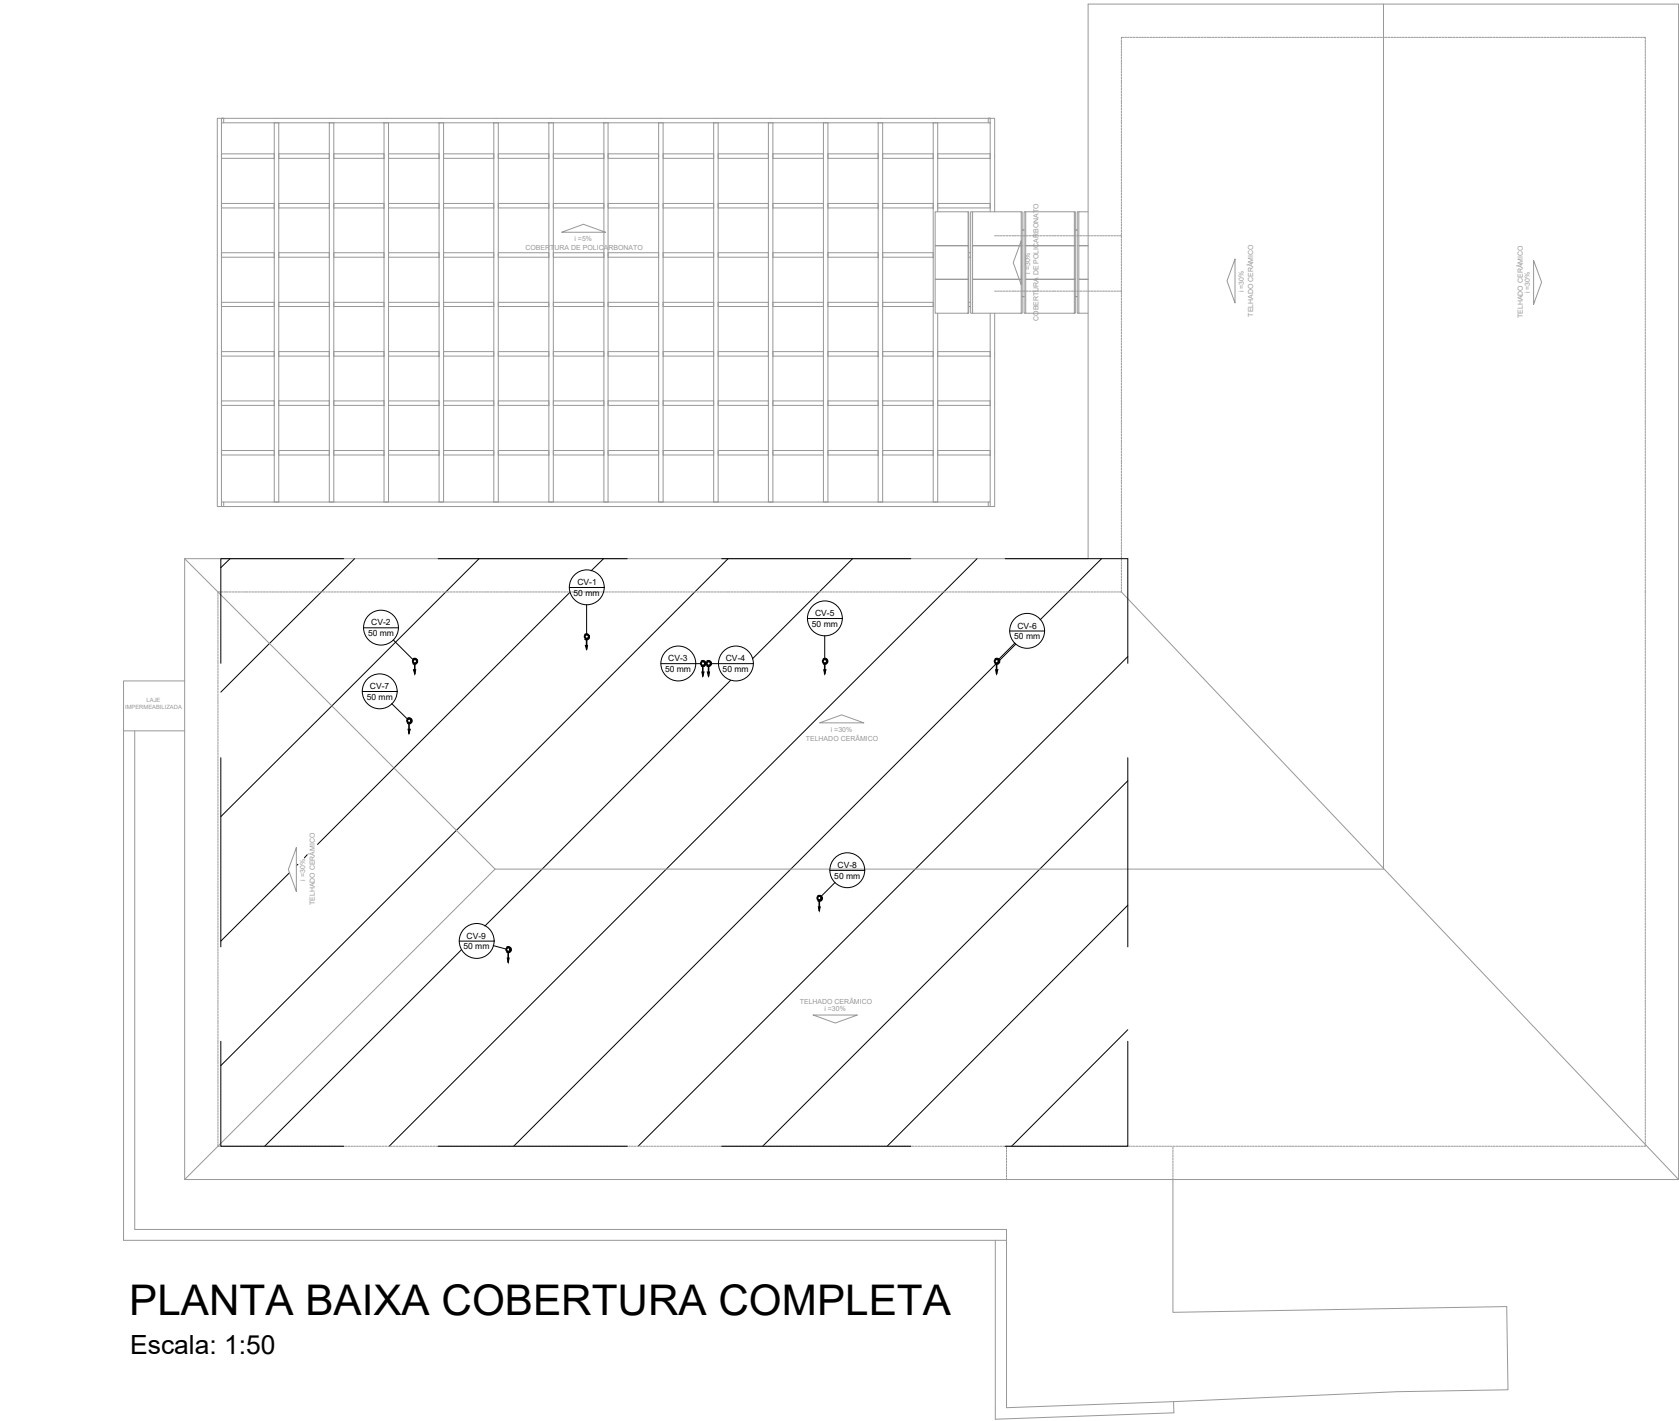 i =5%
COBERTURA DE POLICARBONATO
i =30%
COBERTURA DE POLICARBONATO
i =30%
TELHADO CERÂMICO
TELHADO CERÂMICO
i =30%
CV-1
50 mm
CV-2
50 mm
CV-5
50 mm
CV-6
50 mm
CV-3
50 mm
CV-4
50 mm
CV-7
50 mm
LAJE
IMPERMEABILIZADA
i =30%
TELHADO CERÂMICO
i =30%
TELHADO CERÂMICO
CV-8
50 mm
CV-9
50 mm
TELHADO CERÂMICO
i =30%
PLANTA BAIXA COBERTURA COMPLETA
Escala: 1:50